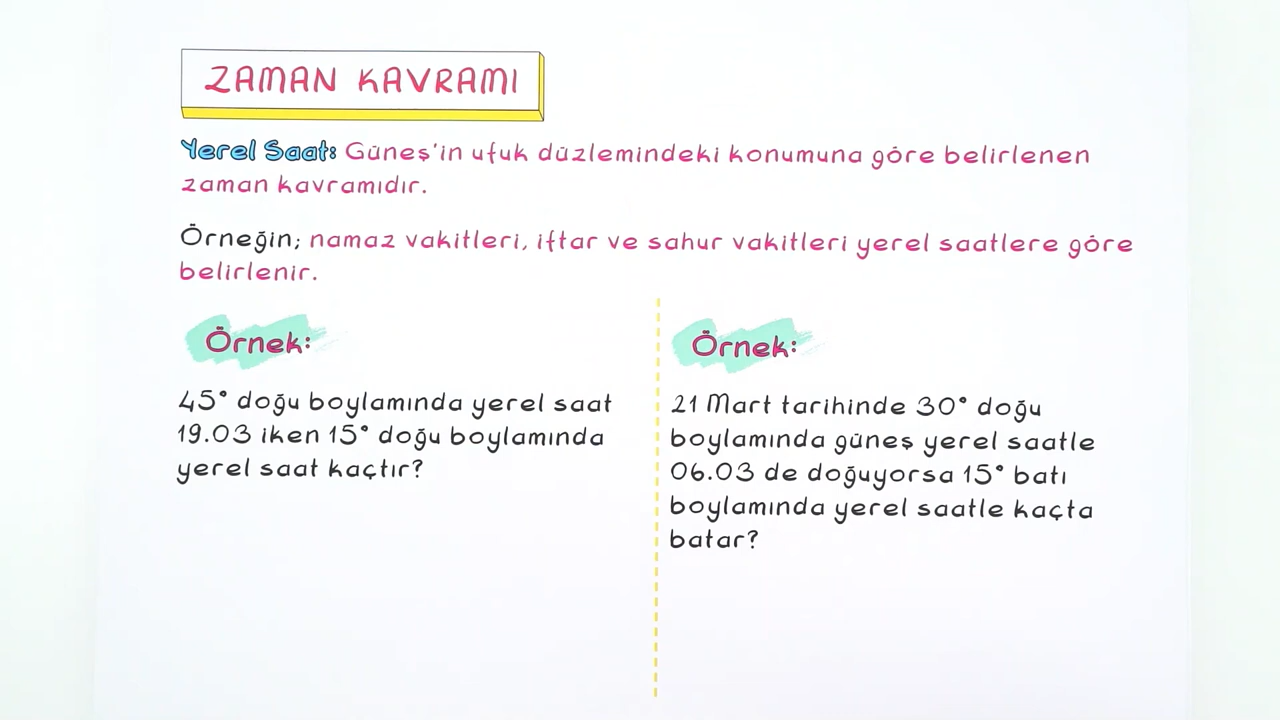 ZAMAN KAVRAMI
Yerel Saat: Güneş'in ufuk düzlemindeki konumuna göre belirlenen
zaman kavramıdır.
Örneğin; namaz vakitleri, iftar ve sahur vakitleri yerel saatlere göre
belirlenir.
Örnek:
45° doğu boylamında yerel saat
19.03 iken 15° doğu boylamında
yerel saat kaçtır?
Örnek:
21 Mart tarihinde 30° doğu
boylamında güneş yerel saatle
06.03 de doğuyorsa 15° batı
boylamında yerel saatle kaçta
batar?